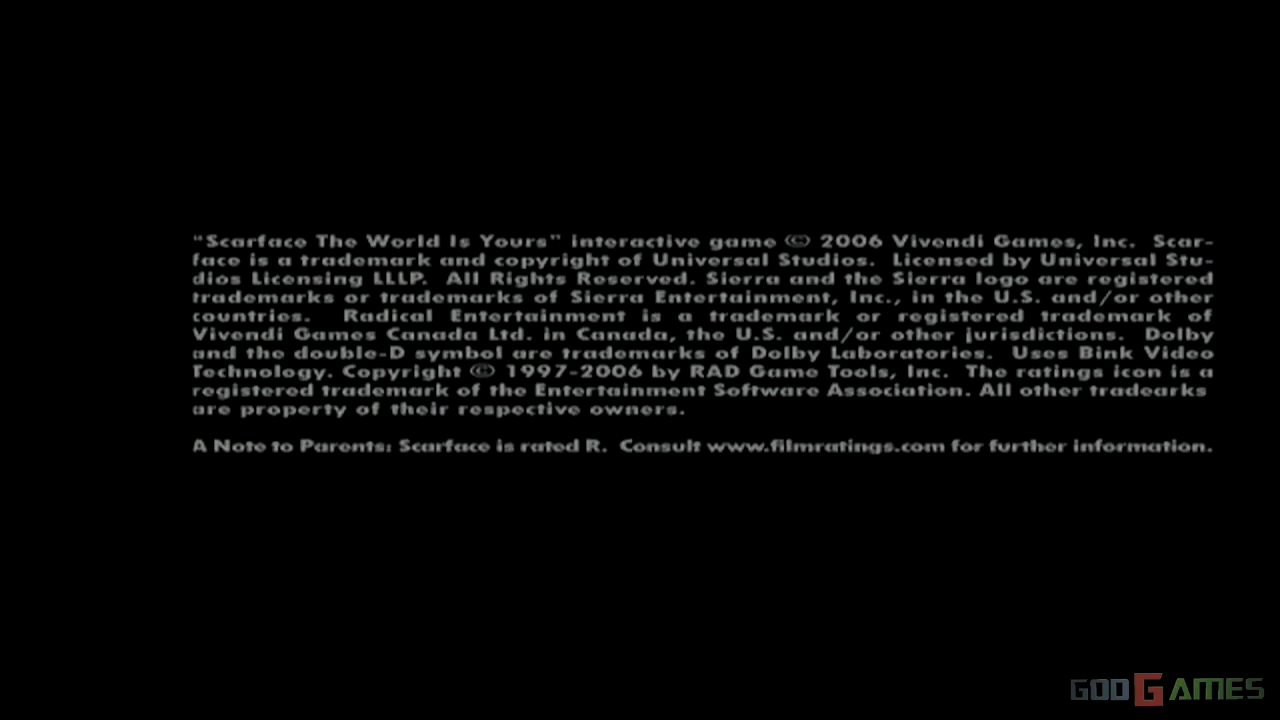 "Scarface The World Is Yours" interactive game © 2006 Vivendi Games, Inc. Scar-
face is a trademark and copyright of Universal Studios. Licensed by Universal Stu-
dios Licensing LLLP. All Rights Reserved. Sierra and the Sierra logo are registered
trademarks or trademarks of Sierra Entertainment, Inc., in the U.S. and/or other
countries. Radical Entertainment is a trademark or registered trademark of
Vivendi Games Canada Ltd. in Canada, the U.S. and/or other jurisdictions. Dolby
and the double-D symbol are trademarks of Dolby Laboratories. Uses Bink Video
Technology. Copyright © 1997-2006 by RAD Game Tools, Inc. The ratings icon is a
registered trademark of the Entertainment Software Association. All other tradearks
are property of their respective owners.
A Note to Parents: Scarface is rated R. Consult www.filmratings.com for further information.
GODGAMES